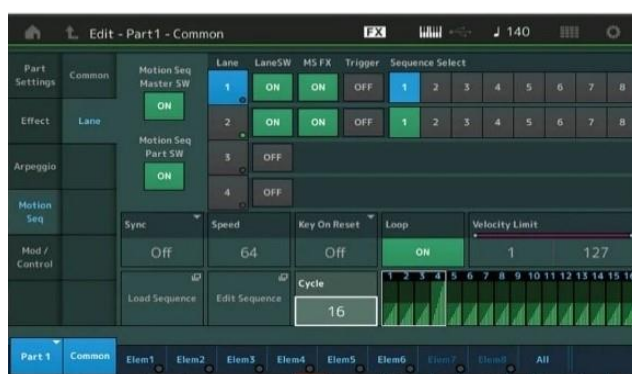 Edit - Part1 - Common FX 140
Part Settings
Effect
Arpeggio
Motion Seq
Mod / Control
Common
Lane
Motion Seq Master SW
ON
Motion Seq Part SW
ON
Lane LaneSW MS FX Trigger Sequence Select
1 ON ON OFF 1 2 3 4 5 6 7 8
2 ON ON OFF 1 2 3 4 5 6 7 8
3 OFF
4 OFF
Sync Speed Key On Reset Loop Velocity Limit
Off 64 Off ON 1 127
Load Sequence Edit Sequence Cycle
16
1 2 3 4 5 6 7 8 9 10 11 12 13 14 15 16
Part 1 Common Elem1 Elem2 Elem3 Elem4 Elem5 Elem6 Elem7 Elem8 All